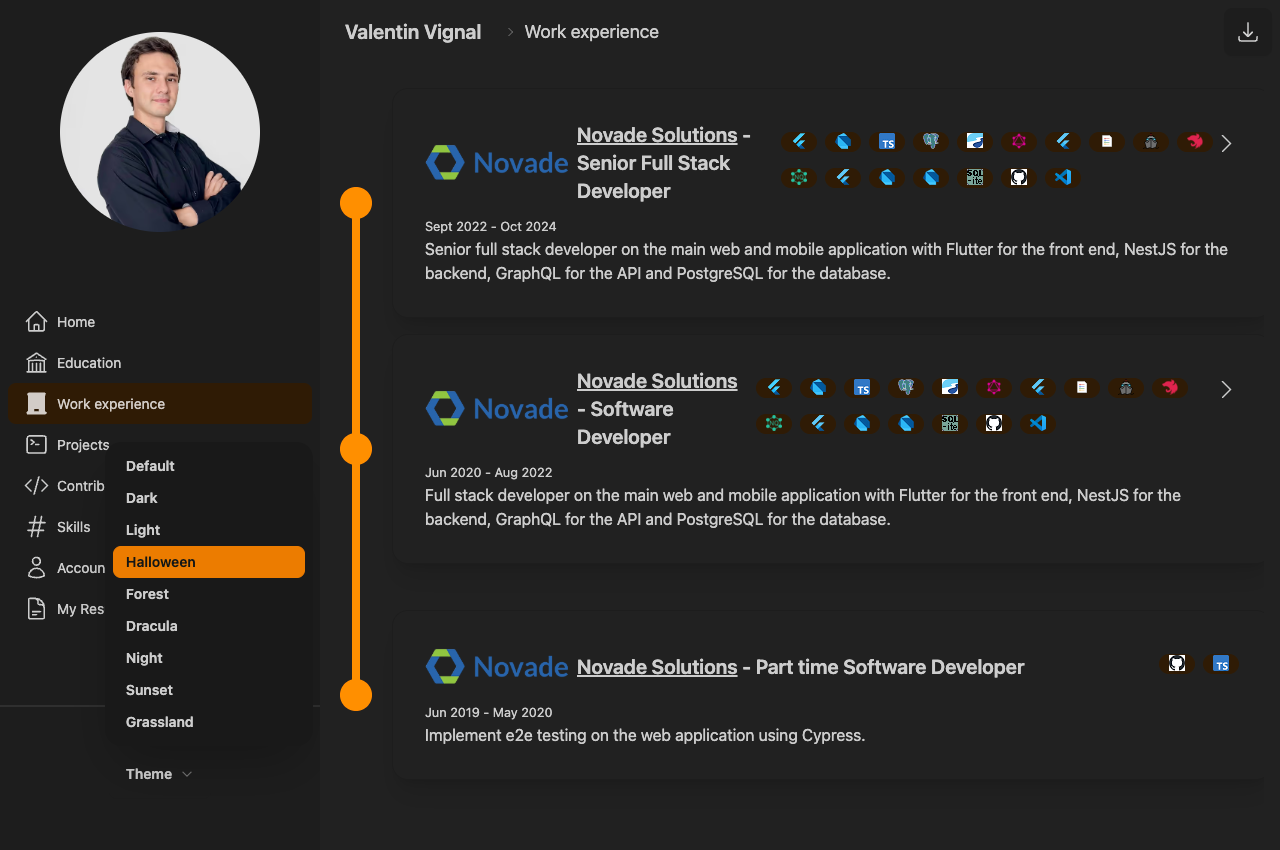 Valentin Vignal
Work experience
Home
Education
Work experience
Projects
Contrib
Skills
Accoun
My Res
Default
Dark
Light
Halloween
Forest
Dracula
Night
Sunset
Grassland
Theme
Novade
Novade Solutions -
Senior Full Stack
Developer
TS
SQL
Sept 2022 - Oct 2024
Senior full stack developer on the main web and mobile application with Flutter for the front end, NestJS for the
backend, GraphQL for the API and PostgreSQL for the database.
Novade
Novade Solutions
- Software
Developer
TS
SQL
Jun 2020 - Aug 2022
Full stack developer on the main web and mobile application with Flutter for the front end, NestJS for the
backend, GraphQL for the API and PostgreSQL for the database.
Novade
Novade Solutions - Part time Software Developer
TS
Jun 2019 - May 2020
Implement e2e testing on the web application using Cypress.